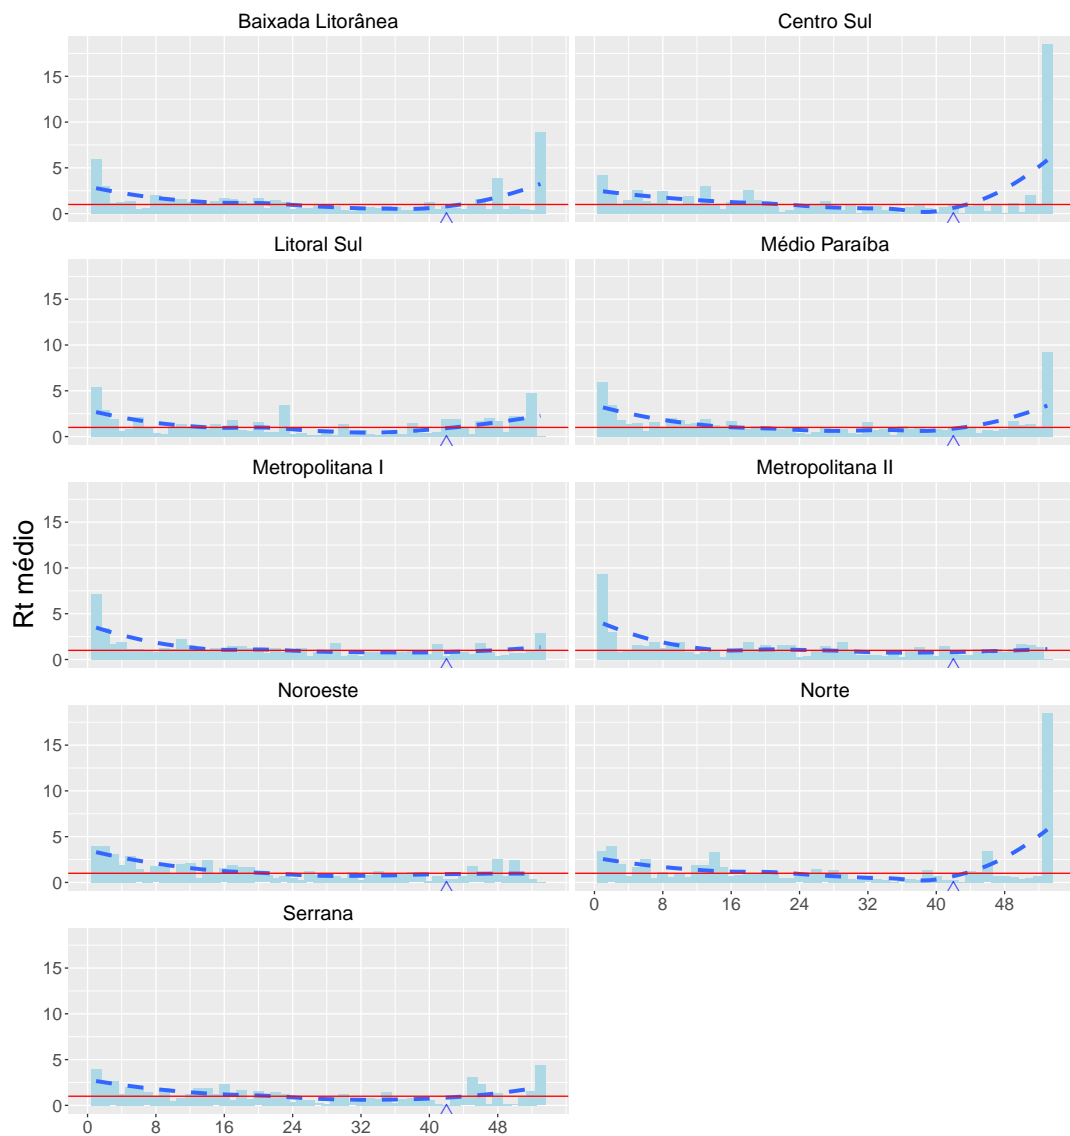 Baixada Litorânea
Centro Sul
15
10
5
0
Litoral Sul
Médio Paraíba
15
10
5
0
Metropolitana I
Metropolitana II
Rt médio
15
10
5
0
Noroeste
Norte
15
10
5
0
0 8 16 24 32 40 48
Serrana
15
10
5
0
0 8 16 24 32 40 48